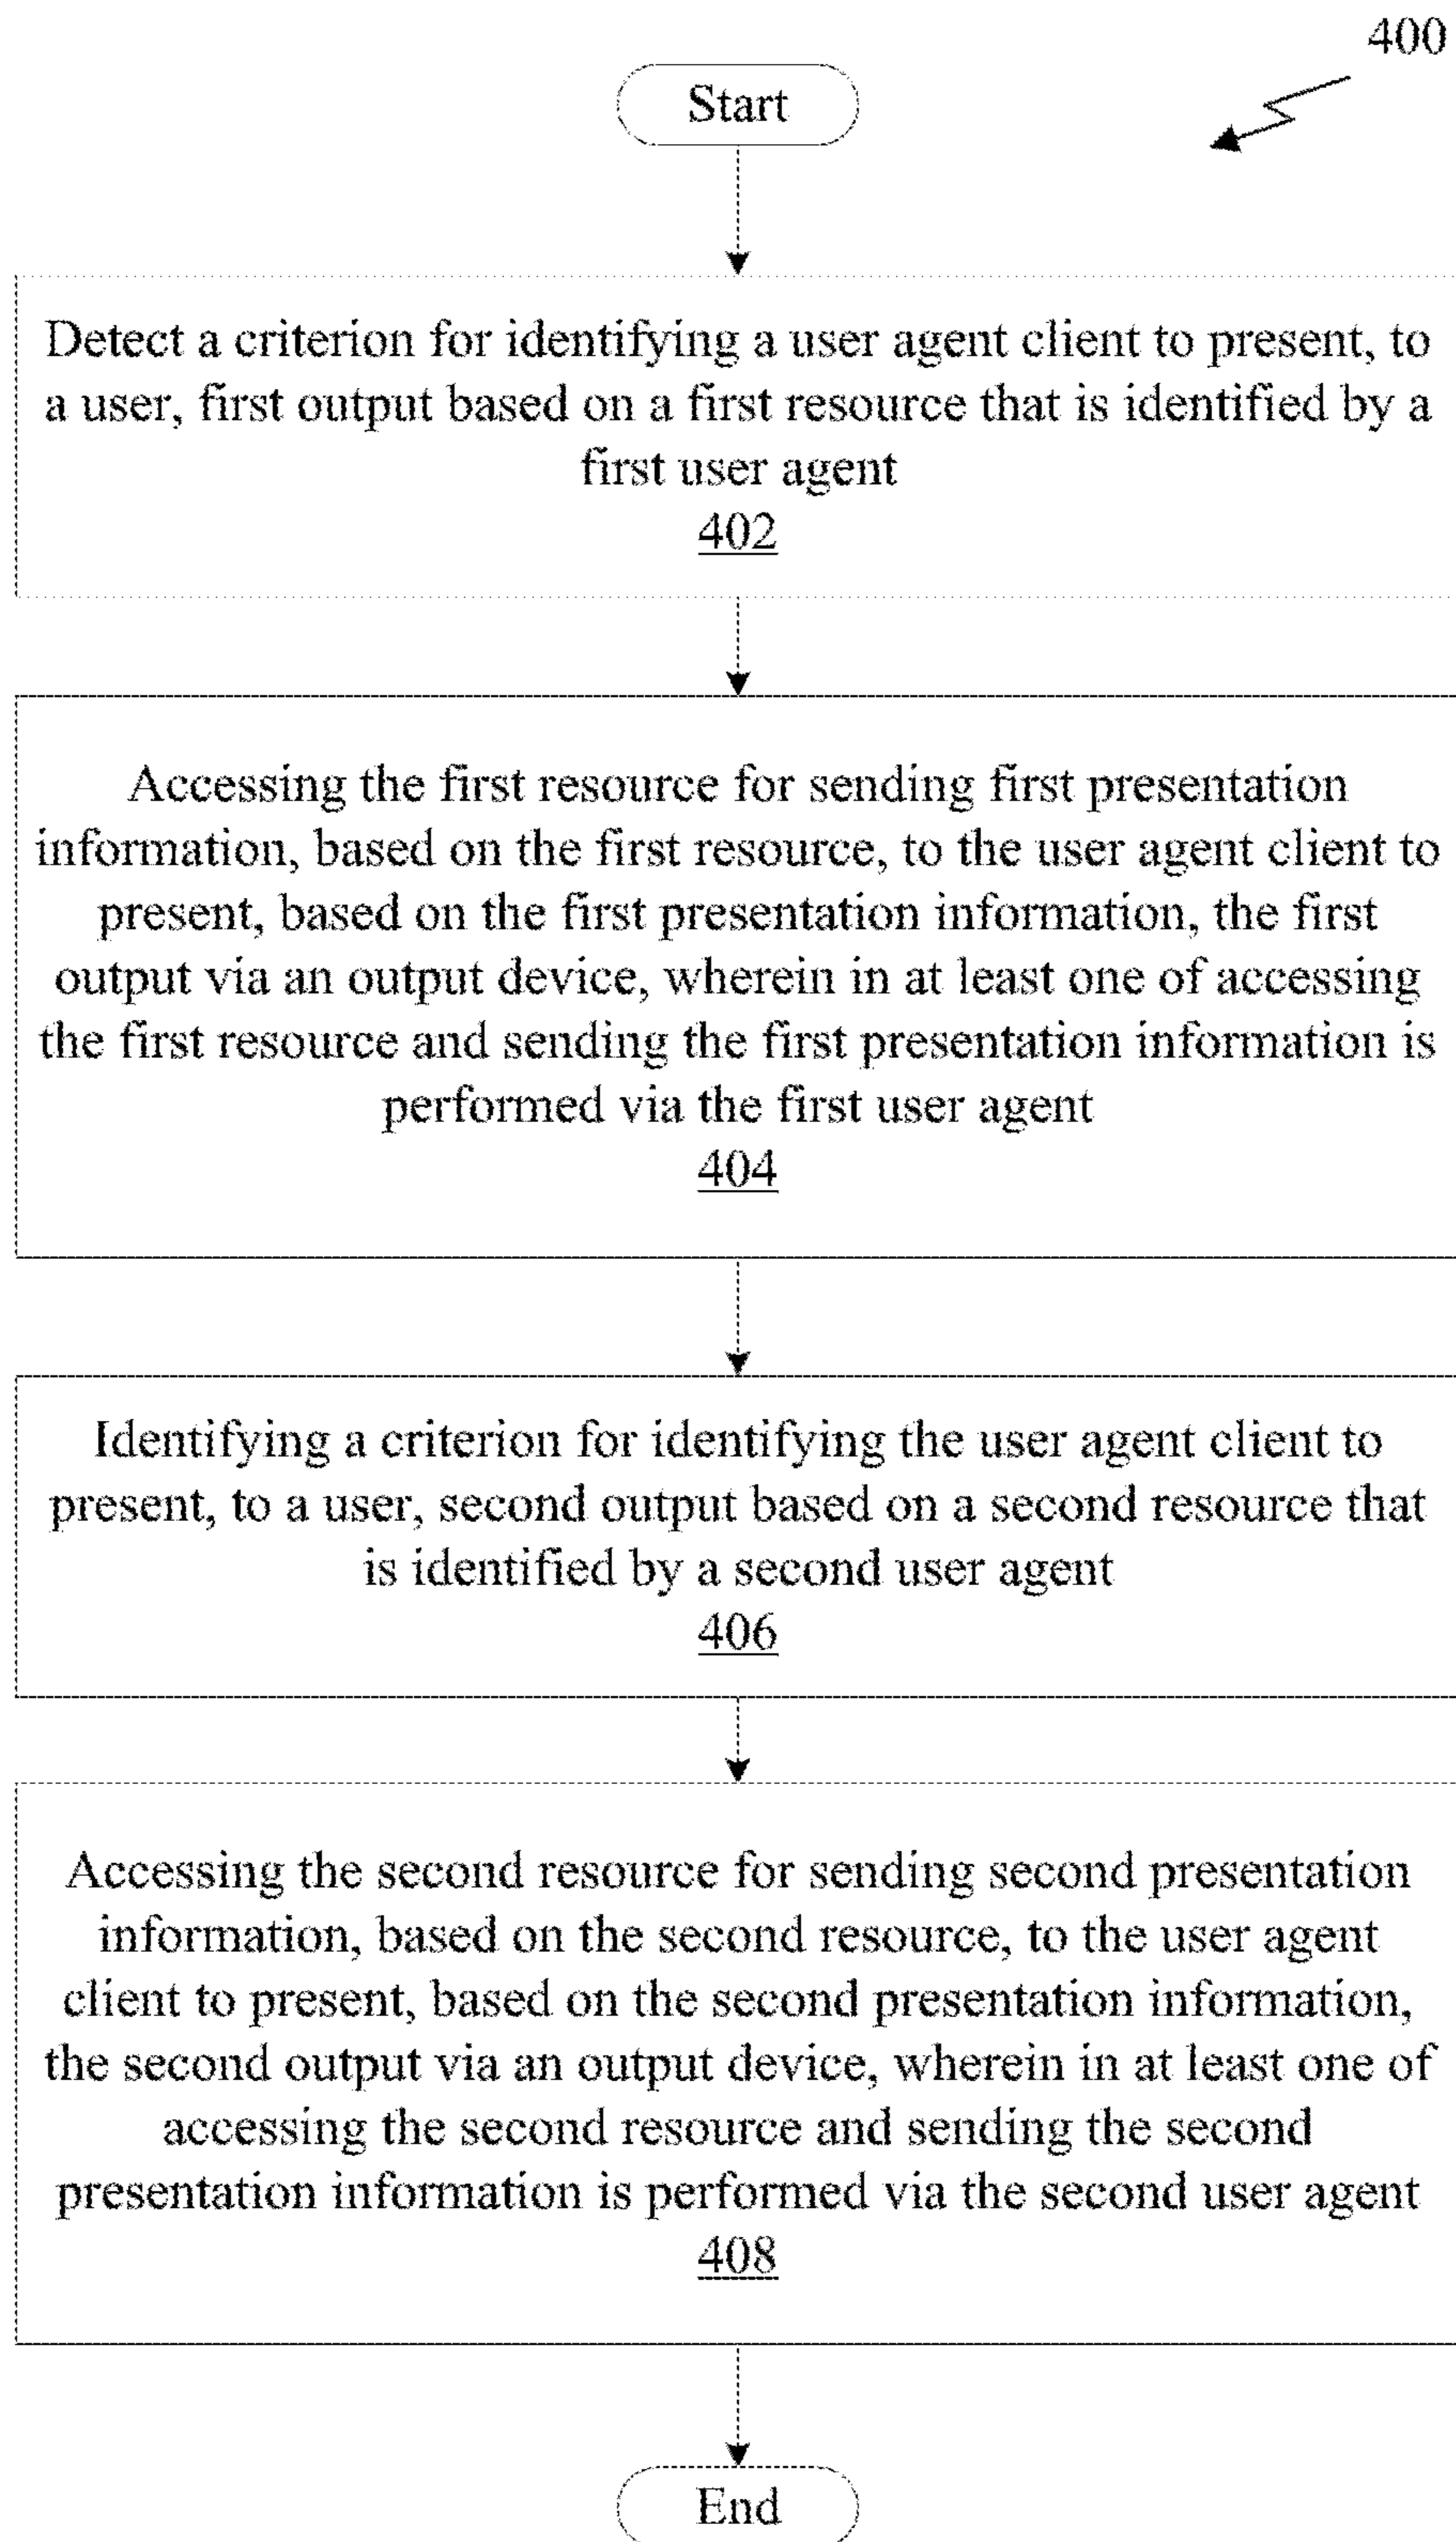 400
Start
Detect a criterion for identifying a user agent client to present, to
a user, first output based on a first resource that is identified by a
first user agent
402
Accessing the first resource for sending first presentation
information, based on the first resource, to the user agent client to
present, based on the first presentation information, the first
output via an output device, wherein in at least one of accessing
the first resource and sending the first presentation information is
performed via the first user agent
404
Identifying a criterion for identifying the user agent client to
present, to a user, second output based on a second resource that
is identified by a second user agent
406
Accessing the second resource for sending second presentation
information, based on the second resource, to the user agent
client to present, based on the second presentation information,
the second output via an output device, wherein in at least one of
accessing the second resource and sending the second
presentation information is performed via the second user agent
408
End